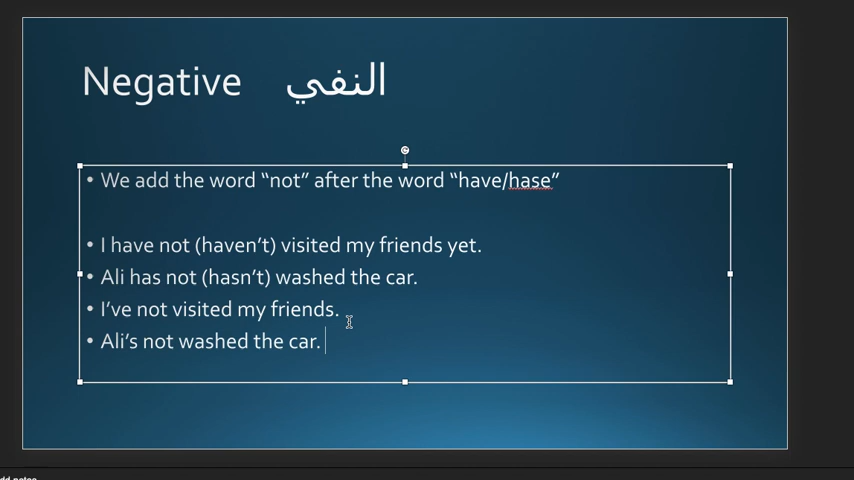 Negative النفي
• We add the word “not” after the word “have/hase”
• I have not (haven’t) visited my friends yet.
• Ali has not (hasn’t) washed the car.
• I’ve not visited my friends.
• Ali’s not washed the car.